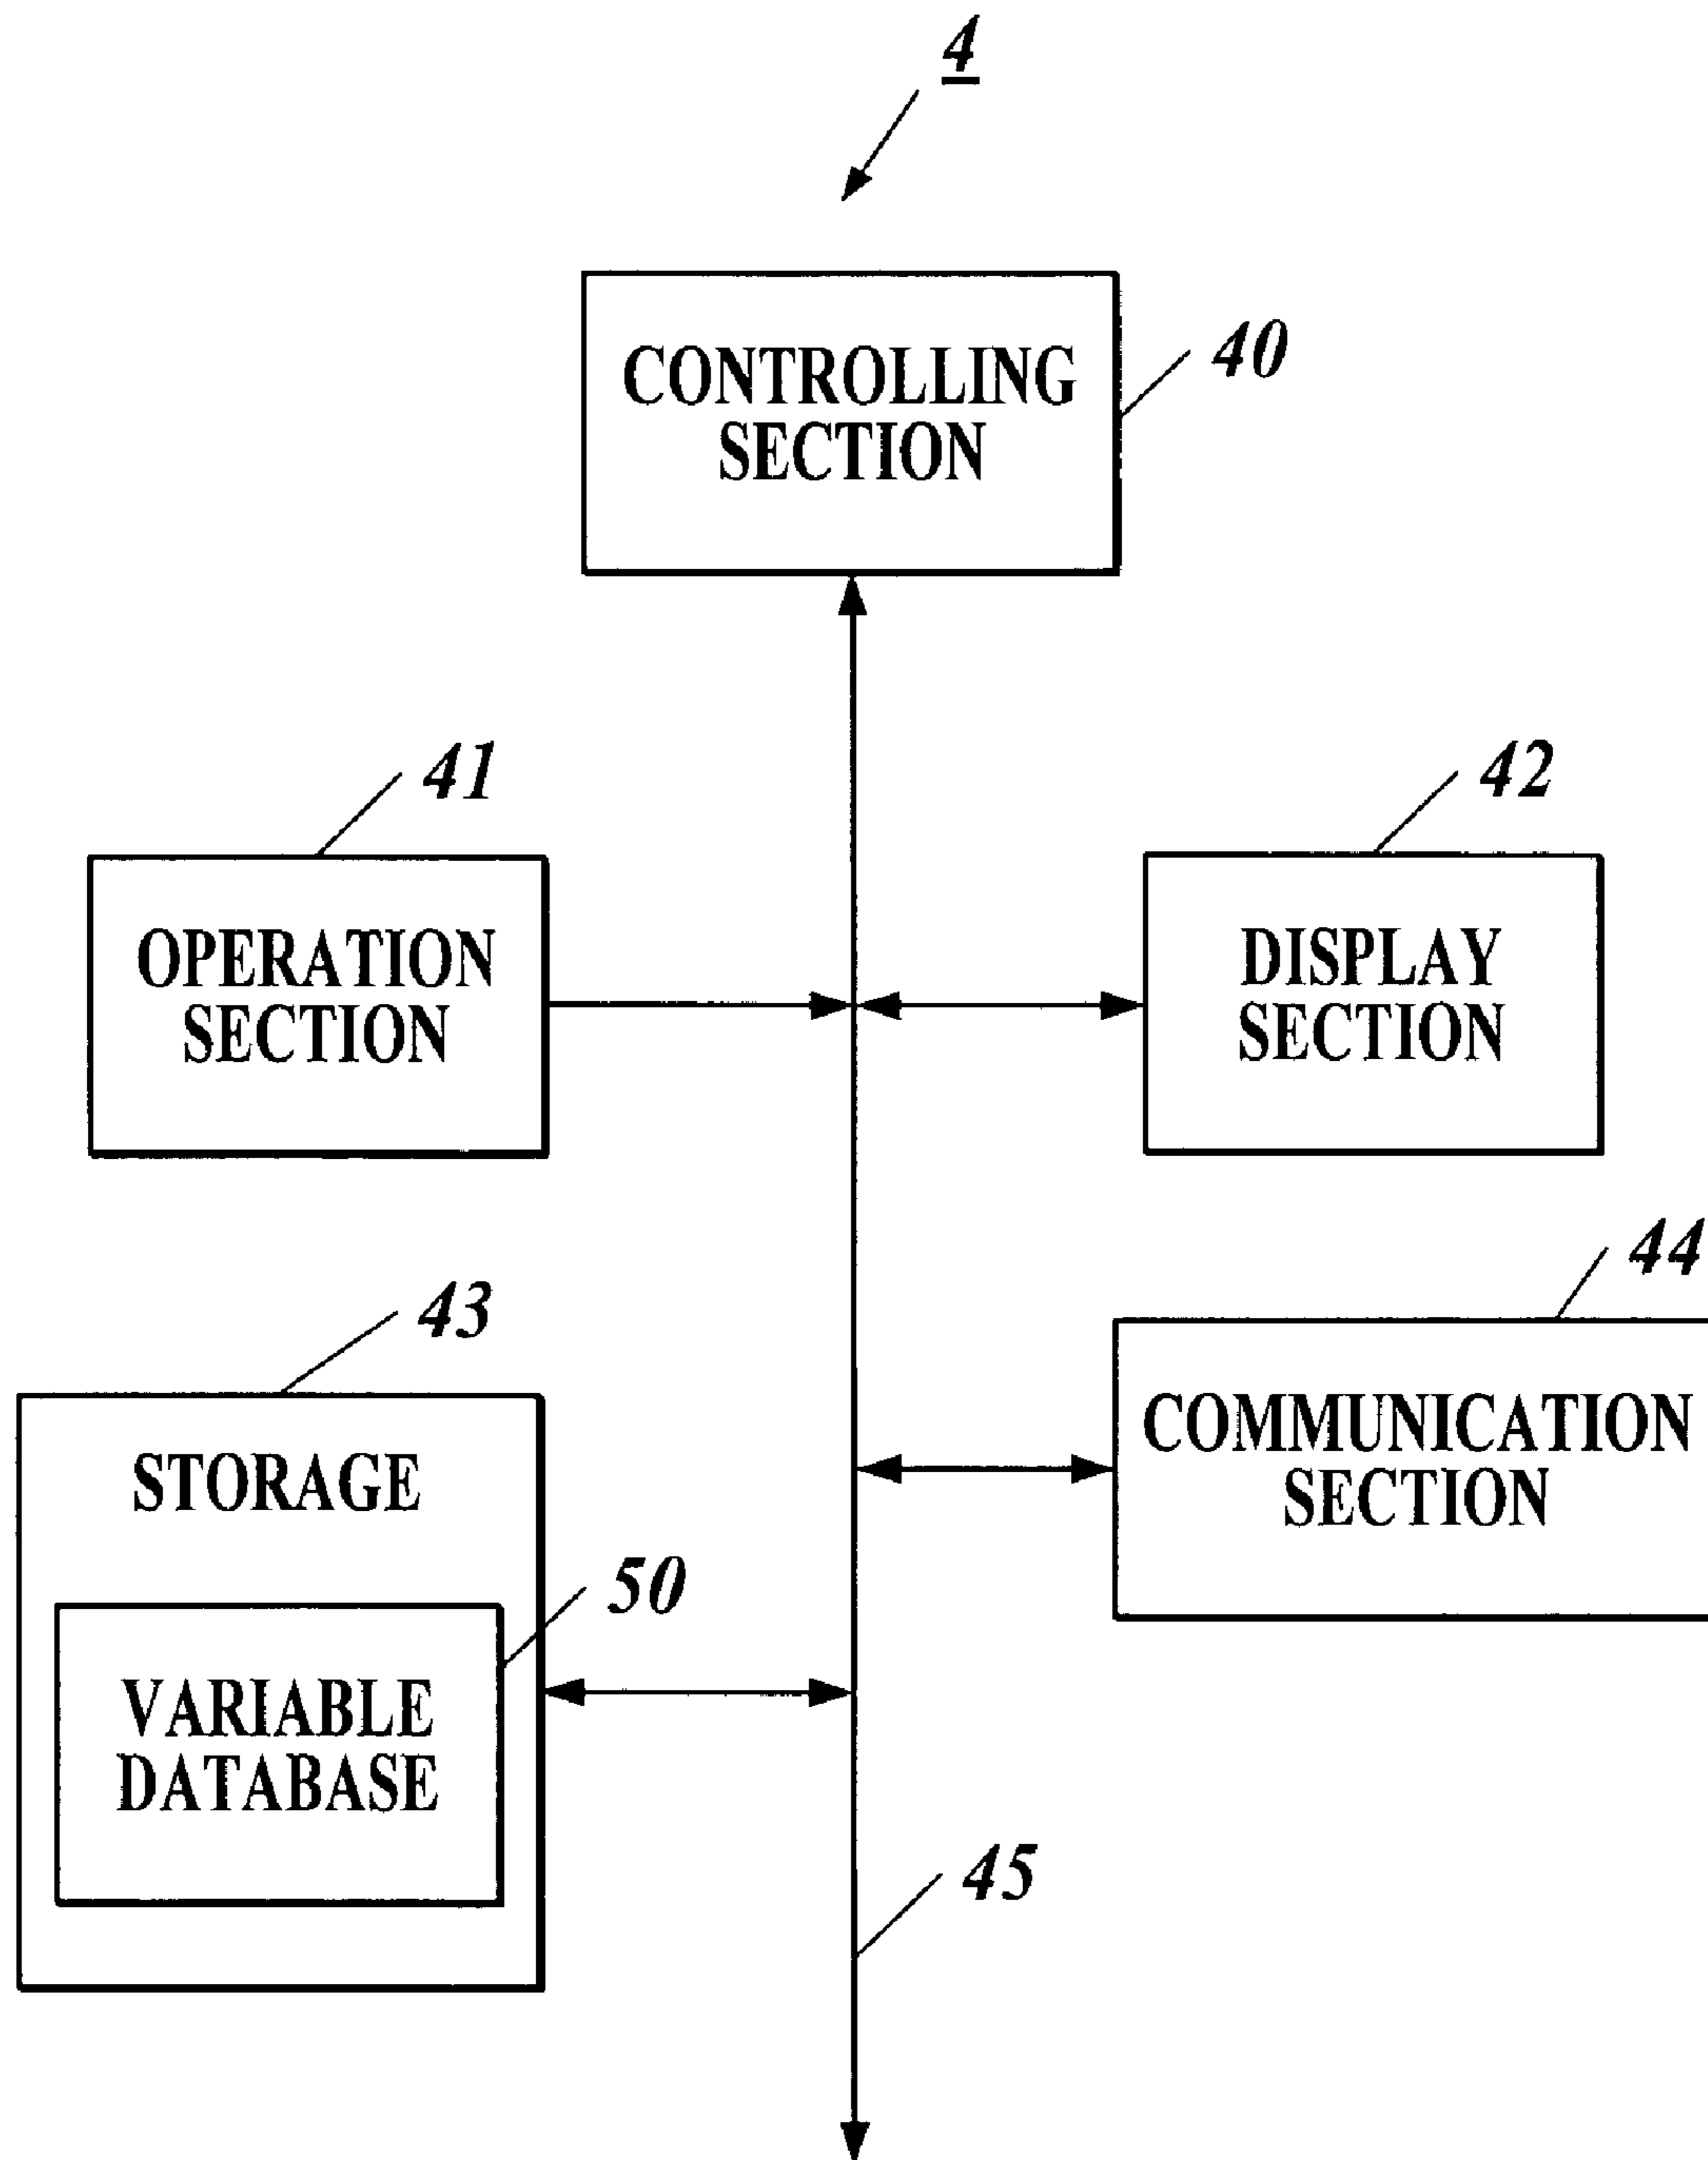 4
CONTROLLING
SECTION
40
41
42
OPERATION
SECTION
DISPLAY
SECTION
43
44
STORAGE
COMMUNICATION
SECTION
50
VARIABLE
DATABASE
45